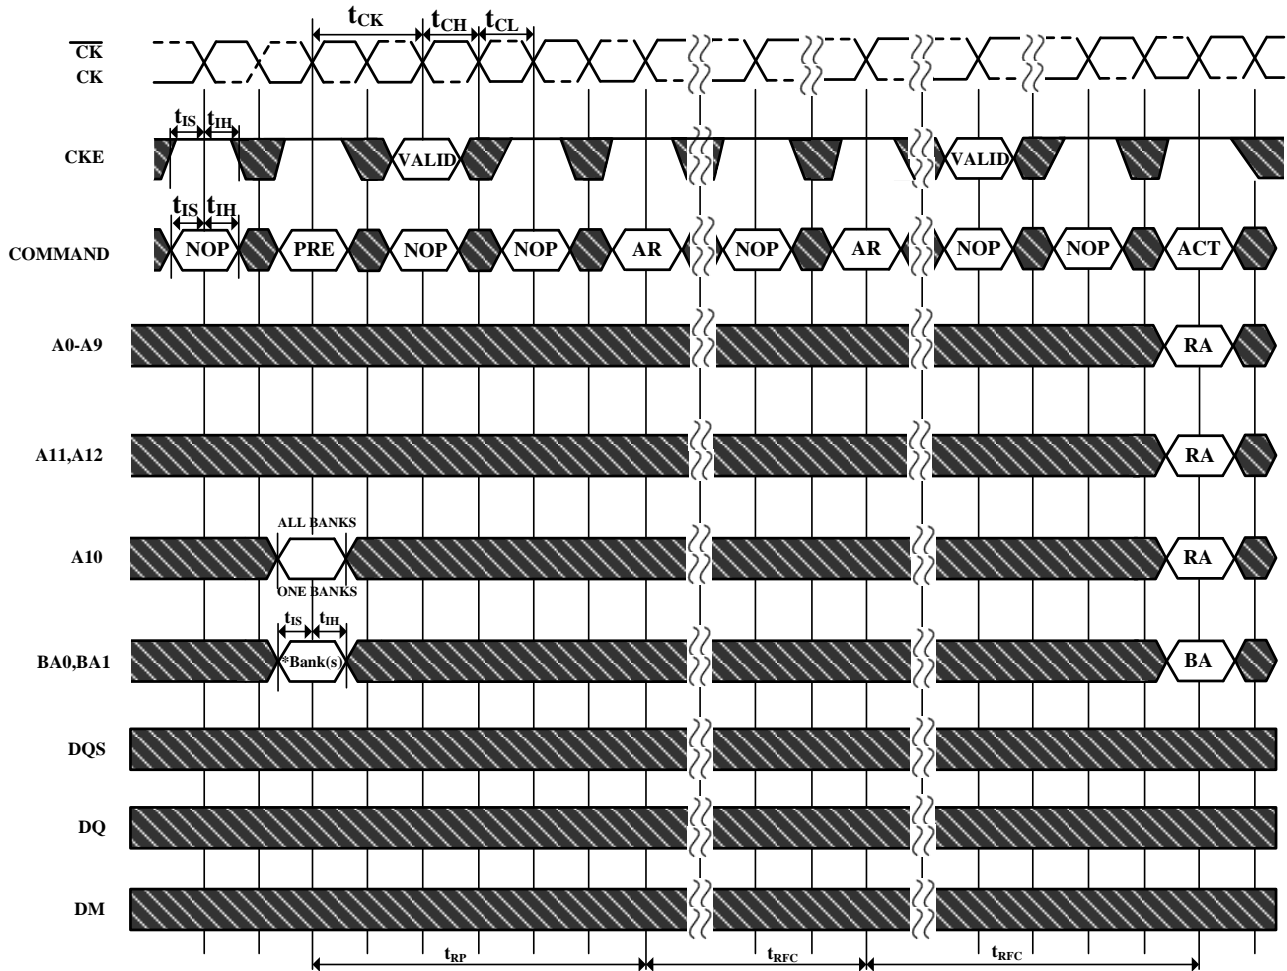 tCK tCH tCL
CK
CK
tIS tIH
CKE VALID VALID
tIS tIH
COMMAND NOP PRE NOP NOP AR NOP AR NOP NOP ACT
A0-A9 RA
A11,A12 RA
ALL BANKS
A10 RA
ONE BANKS
tIS tIH
BA0,BA1 *Bank(s) BA
DQS
DQ
DM
tRP tRFC tRFC